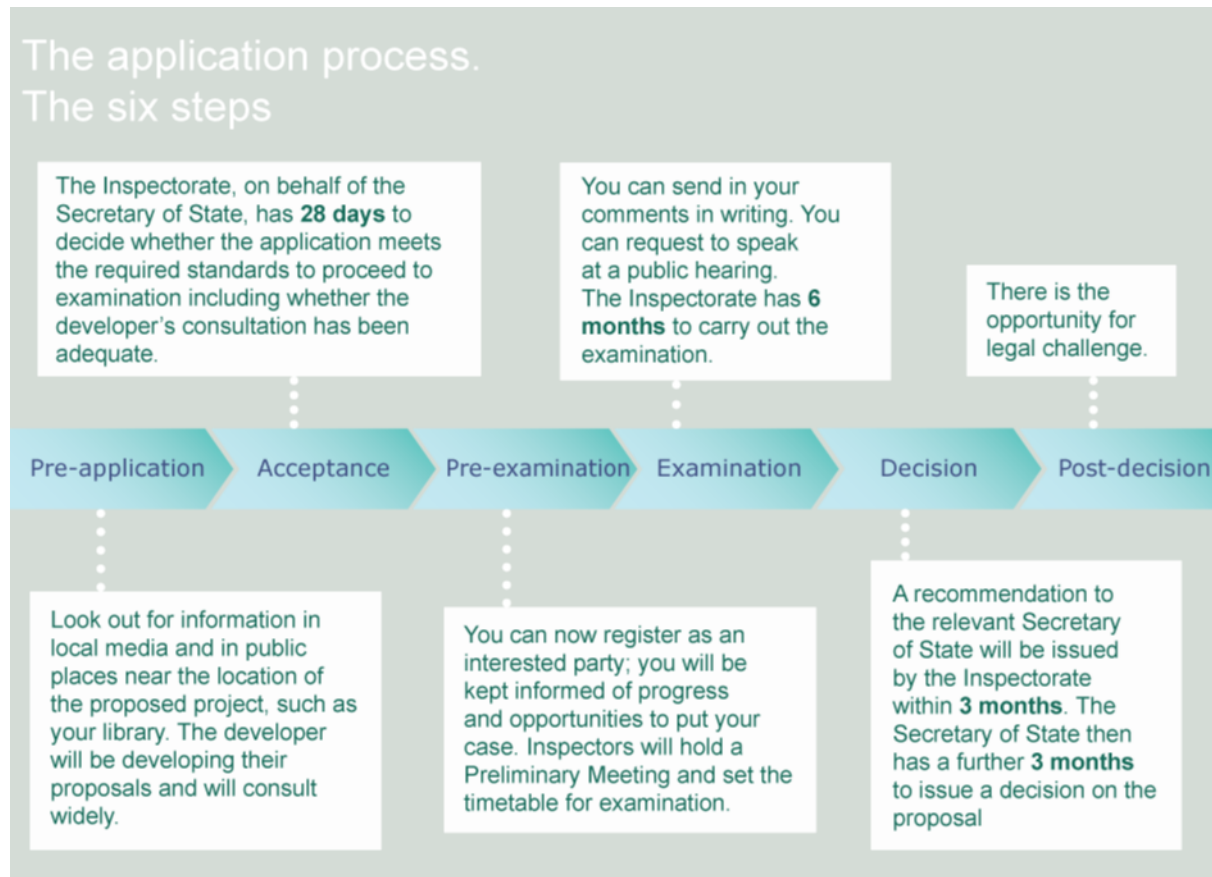 The application process.
The six steps
The Inspectorate, on behalf of the
Secretary of State, has 28 days to
decide whether the application meets
the required standards to proceed to
examination including whether the
developer's consultation has been
adequate.
You can send in your
comments in writing. You
can request to speak
at a public hearing.
The Inspectorate has 6
months to carry out the
examination.
There is the
opportunity for
legal challenge.
Pre-application
Acceptance
Pre-examination
Examination
Decision
Post-decision
Look out for information in
local media and in public
places near the location of
the proposed project, such as
your library. The developer
will be developing their
proposals and will consult
widely.
You can now register as an
interested party; you will be
kept informed of progress
and opportunities to put your
case. Inspectors will hold a
Preliminary Meeting and set the
timetable for examination.
A recommendation to
the relevant Secretary
of State will be issued
by the Inspectorate
within 3 months. The
Secretary of State then
has a further 3 months
to issue a decision on the
proposal